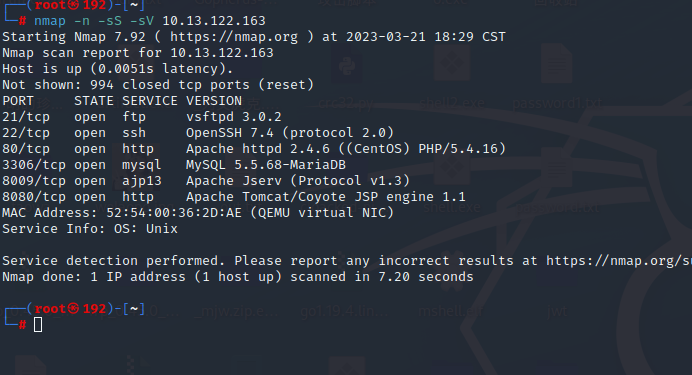 ┌──(root㉿192)-[~]
└─# nmap -n -sS -sV 10.13.122.163
Starting Nmap 7.92 ( https://nmap.org ) at 2023-03-21 18:29 CST
Nmap scan report for 10.13.122.163
Host is up (0.0051s latency).
Not shown: 994 closed tcp ports (reset)
PORT     STATE SERVICE VERSION
21/tcp   open  ftp     vsftpd 3.0.2
22/tcp   open  ssh     OpenSSH 7.4 (protocol 2.0)
80/tcp   open  http    Apache httpd 2.4.6 ((CentOS) PHP/5.4.16)
3306/tcp open  mysql   MySQL 5.5.68-MariaDB
8009/tcp open  ajp13   Apache Jserv (Protocol v1.3)
8080/tcp open  http    Apache Tomcat/Coyote JSP engine 1.1
MAC Address: 52:54:00:36:2D:AE (QEMU virtual NIC)
Service Info: OS: Unix

Service detection performed. Please report any incorrect results at https://nmap.org/su
Nmap done: 1 IP address (1 host up) scanned in 7.20 seconds

┌──(root㉿192)-[~]
└─#